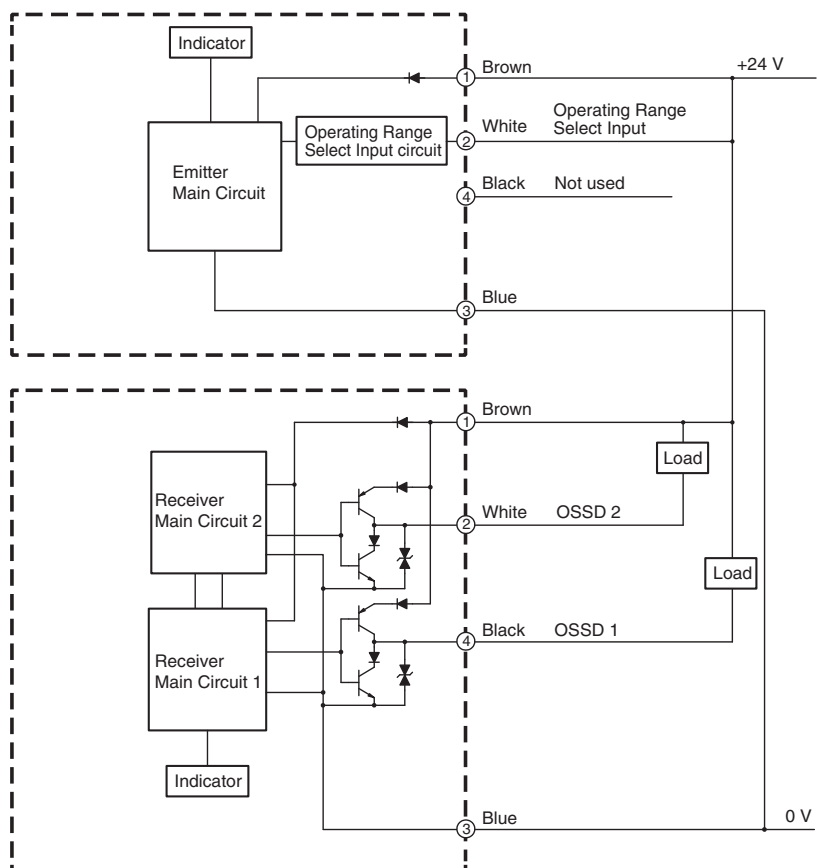 Indicator
1 Brown
+24 V
Operating Range
Select Input circuit
2 White
Operating Range
Select Input
Emitter
Main Circuit
4 Black Not used
3 Blue
1 Brown
Load
Receiver
Main Circuit 2
2 White OSSD 2
Load
4 Black OSSD 1
Receiver
Main Circuit 1
Indicator
3 Blue
0 V